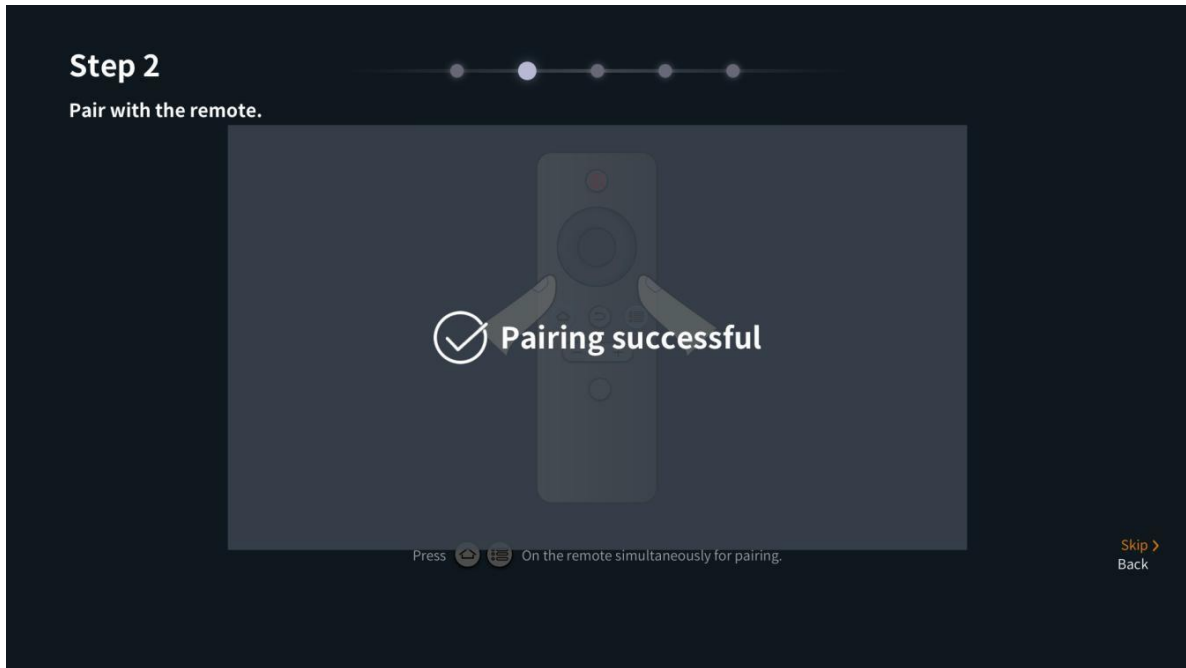 Step 2
Pair with the remote.
Pairing successful
Press On the remote simultaneously for pairing.
Skip >
Back